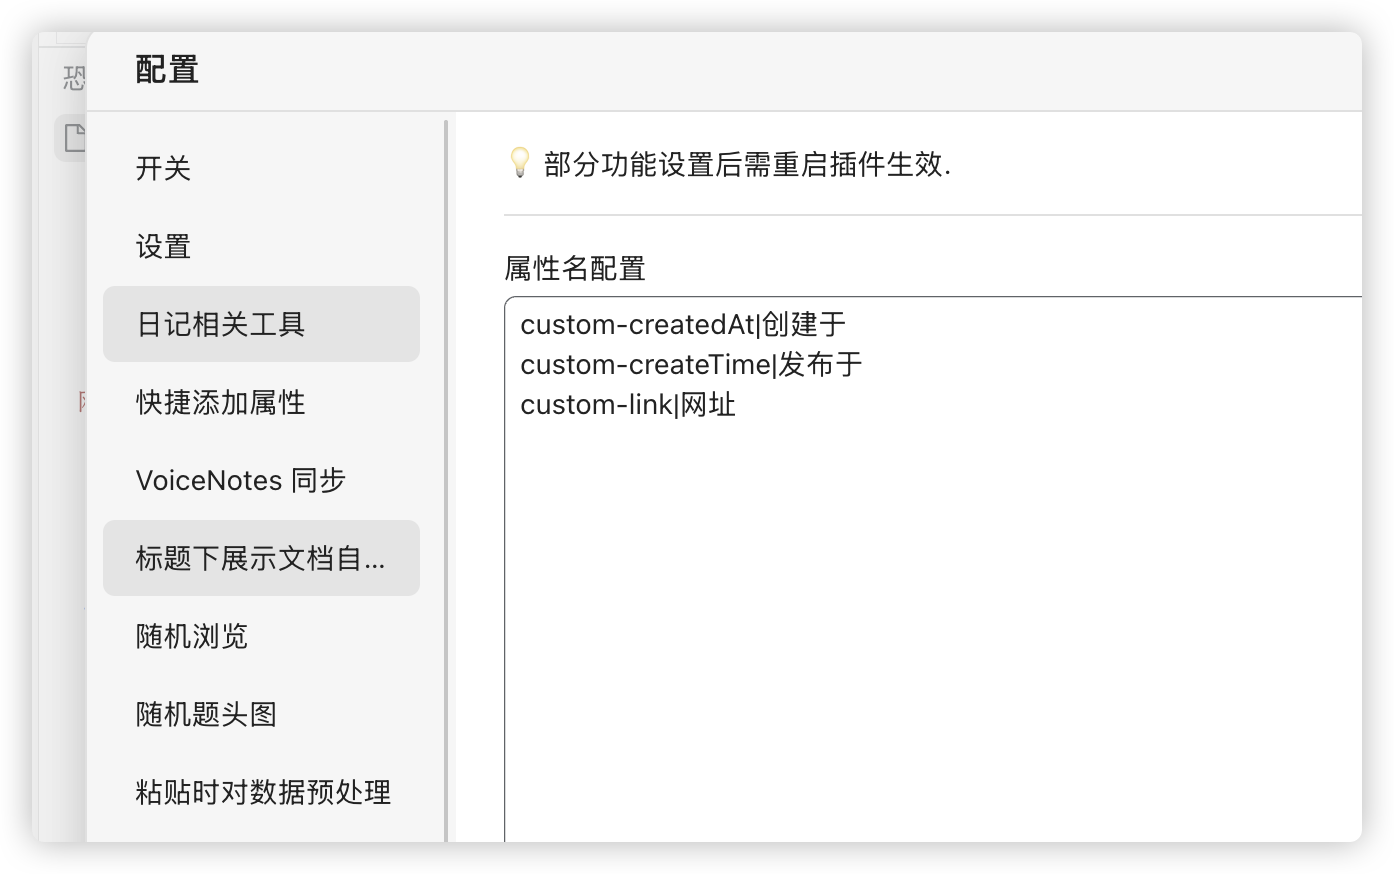 配置
恐
开关
设置
日记相关工具
快捷添加属性
VoiceNotes 同步
标题下展示文档自...
随机浏览
随机题头图
粘贴时对数据预处理
💡 部分功能设置后需重启插件生效.
属性名配置
custom-createdAt|创建于
custom-createTime|发布于
custom-link|网址